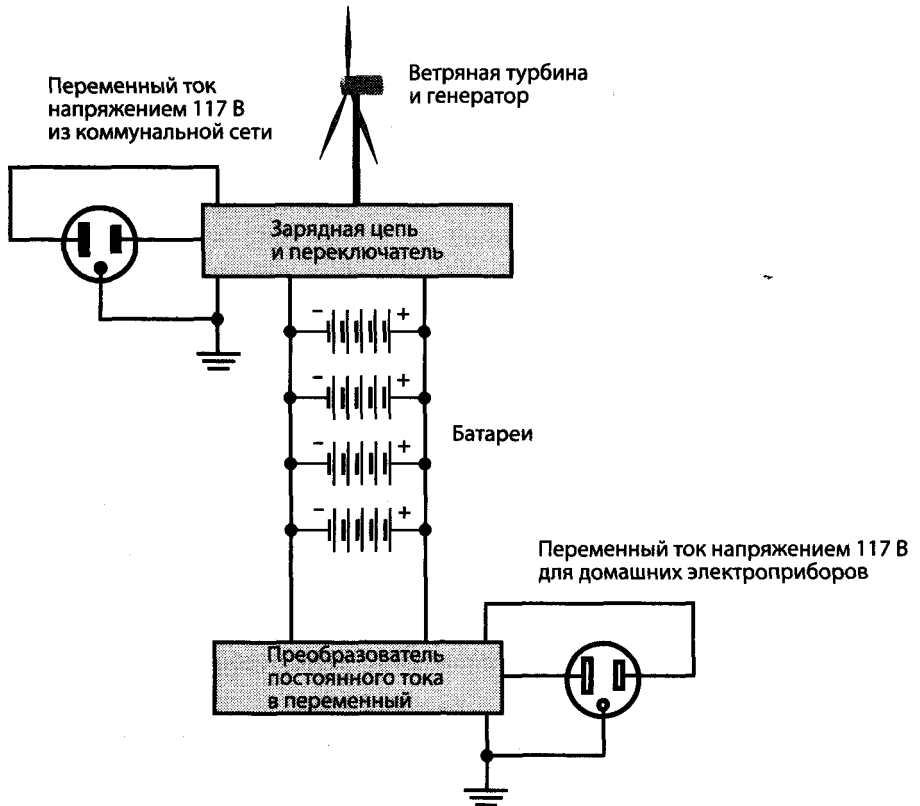 Переменный ток
напряжением 117 В
из коммунальной сети
Ветряная турбина
и генератор
Зарядная цепь
и переключатель
- +
- +
- +
- +
Батареи
Переменный ток напряжением 117 В
для домашних электроприборов
Преобразователь
постоянного тока
в переменный